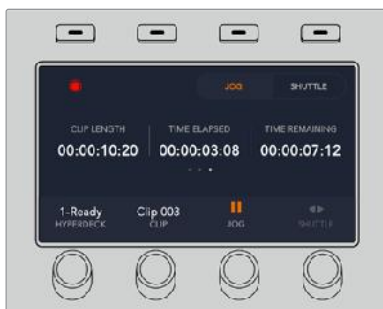 JOG SHUTTLE
CLIP LENGTH TIME ELAPSED TIME REMAINING
00:00:10:20 00:00:03:08 00:00:07:12
1-Ready Clip 003
HYPERDECK CLIP JOG SHUTTLE